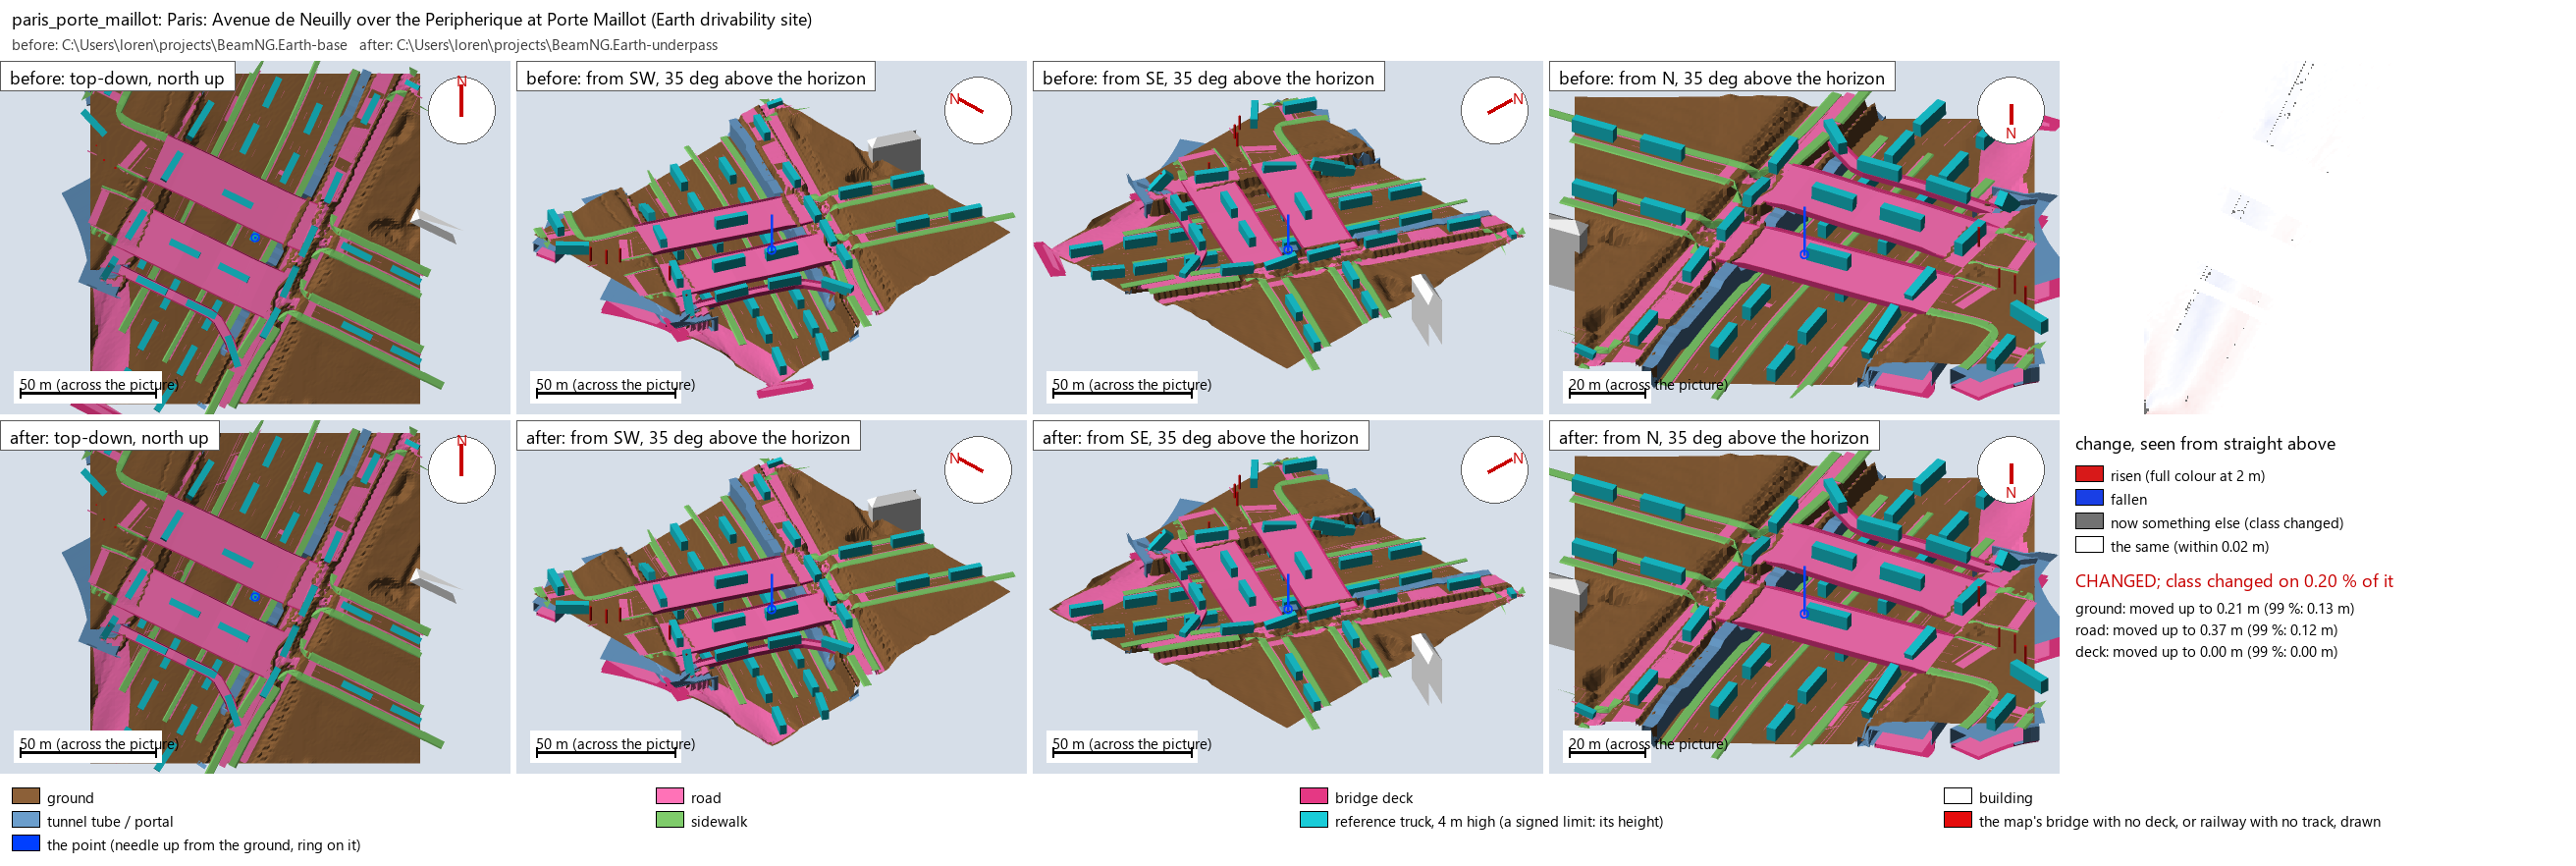 paris_porte_maillot: Paris: Avenue de Neuilly over the Peripherique at Porte Maillot (Earth drivability site)
before: C:\Users\loren\projects\BeamNG.Earth-base   after: C:\Users\loren\projects\BeamNG.Earth-underpass
before: top-down, north up
N
50 m (across the picture)
before: from SW, 35 deg above the horizon
N
50 m (across the picture)
before: from SE, 35 deg above the horizon
N
50 m (across the picture)
before: from N, 35 deg above the horizon
N
20 m (across the picture)
after: top-down, north up
N
50 m (across the picture)
after: from SW, 35 deg above the horizon
N
50 m (across the picture)
after: from SE, 35 deg above the horizon
N
50 m (across the picture)
after: from N, 35 deg above the horizon
N
20 m (across the picture)
change, seen from straight above
risen (full colour at 2 m)
fallen
now something else (class changed)
the same (within 0.02 m)
CHANGED; class changed on 0.20 % of it
ground: moved up to 0.21 m (99 %: 0.13 m)
road: moved up to 0.37 m (99 %: 0.12 m)
deck: moved up to 0.00 m (99 %: 0.00 m)
ground
road
bridge deck
building
tunnel tube / portal
sidewalk
reference truck, 4 m high (a signed limit: its height)
the map's bridge with no deck, or railway with no track, drawn
the point (needle up from the ground, ring on it)